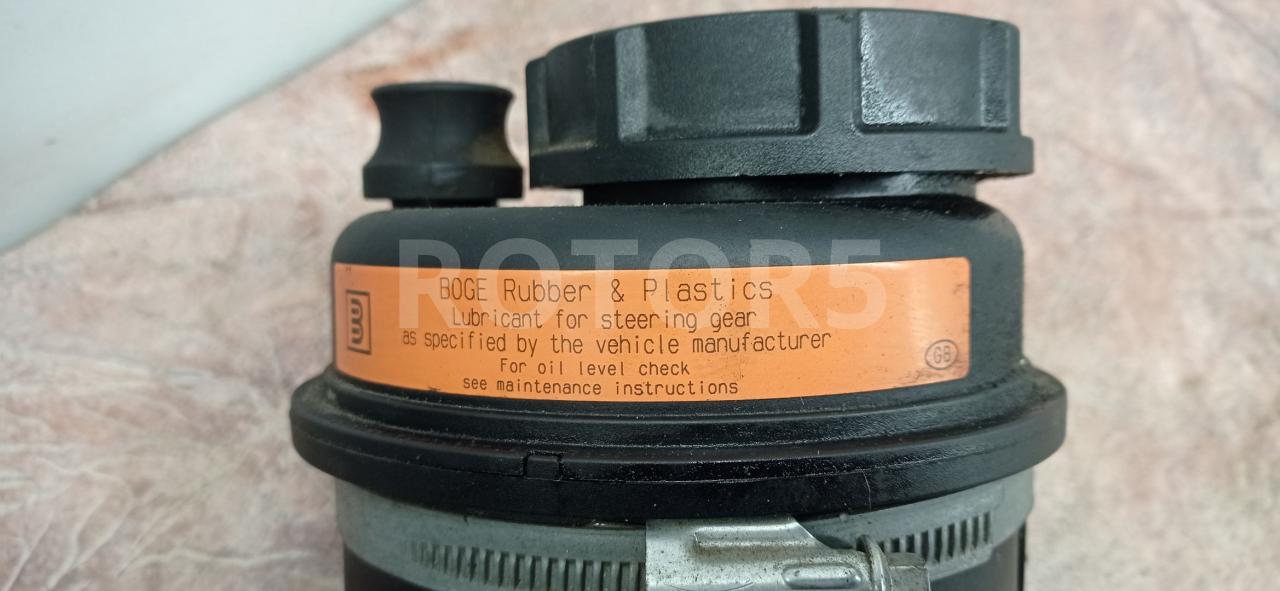 ROTOR5
BOGE Rubber & Plastics
Lubricant for steering gear
as specified by the vehicle manufacturer
For oil level check
see maintenance instructions
GB